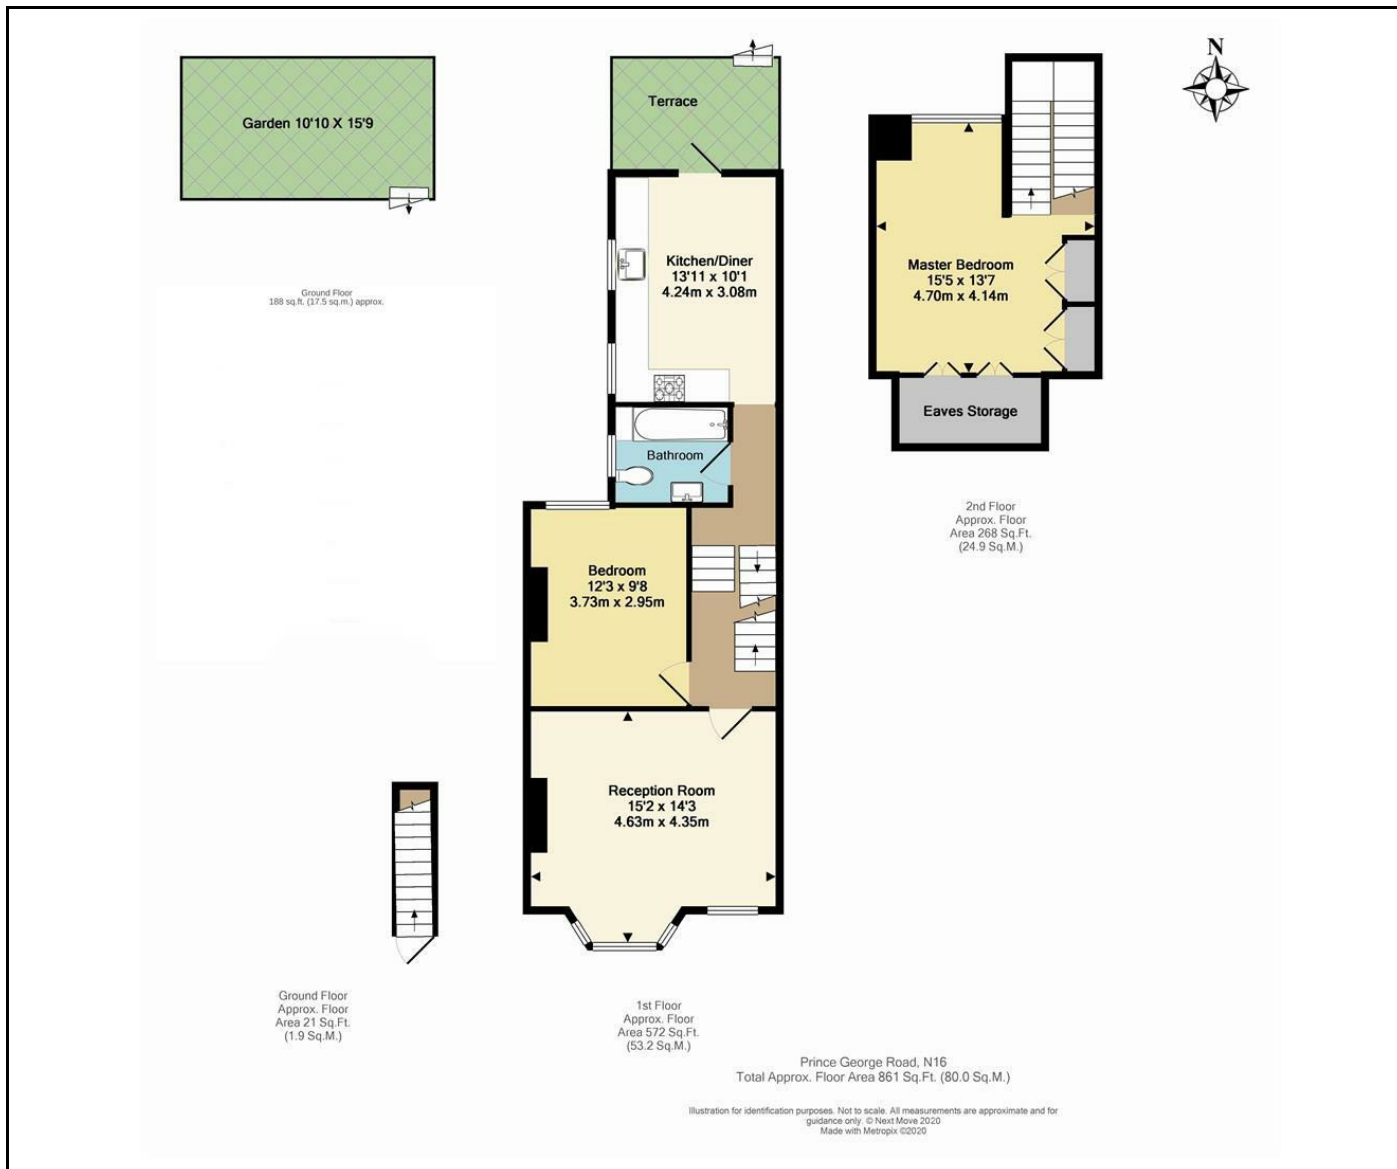 N
Garden 10'10 X 15'9
Ground Floor
188 sq.ft. (17.5 sq.m.) approx.
Terrace
Kitchen/Diner
13'11 x 10'1
4.24m x 3.08m
Bathroom
Bedroom
12'3 x 9'8
3.73m x 2.95m
Reception Room
15'2 x 14'3
4.63m x 4.35m
Master Bedroom
15'5 x 13'7
4.70m x 4.14m
Eaves Storage
2nd Floor
Approx. Floor
Area 268 Sq.Ft.
(24.9 Sq.M.)
Ground Floor
Approx. Floor
Area 21 Sq.Ft.
(1.9 Sq.M.)
1st Floor
Approx. Floor
Area 572 Sq.Ft.
(53.2 Sq.M.)
Prince George Road, N16
Total Approx. Floor Area 861 Sq.Ft. (80.0 Sq.M.)
Illustration for identification purposes. Not to scale. All measurements are approximate and for
guidance only. © Next Move 2020
Made with Metropix ©2020